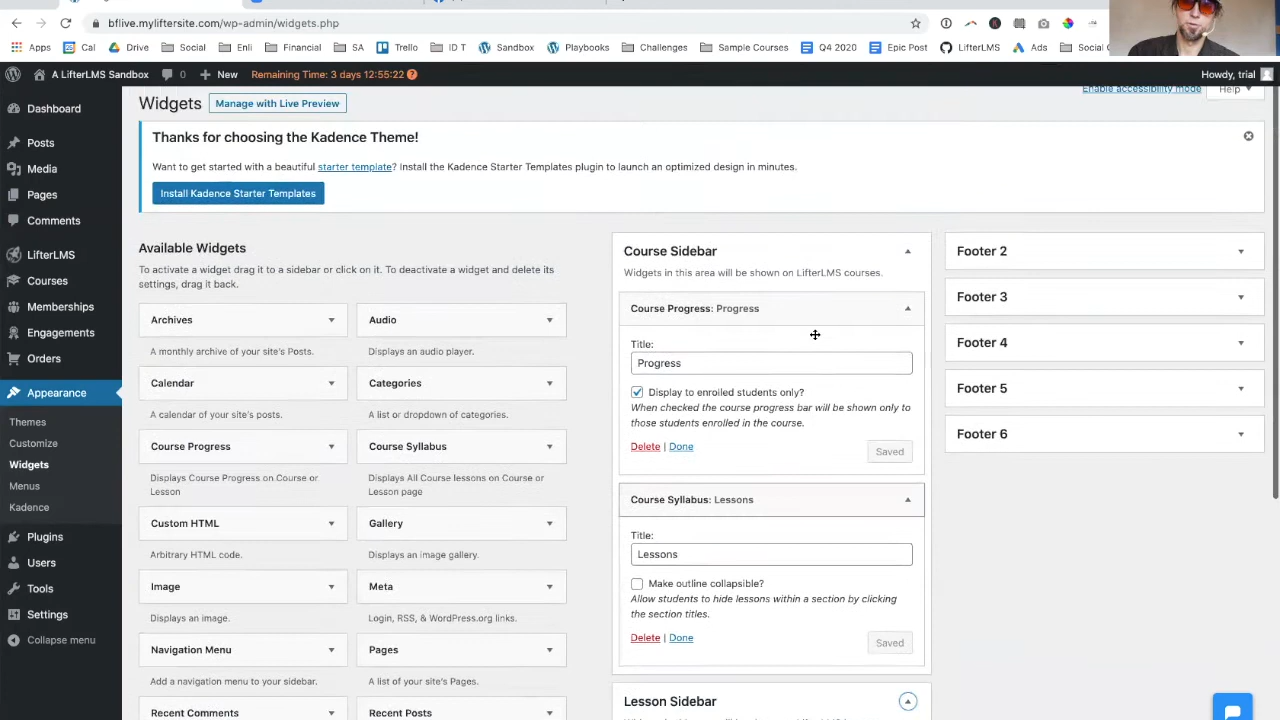 bflive.myliftersite.com/wp-admin/widgets.php
Apps
Cal
Drive
Social
Enli
Financial
SA
Trello
ID T
Sandbox
Playbooks
Challenges
Sample Courses
Q4 2020
Epic Post
LifterLMS
Ads
Social
A LifterLMS Sandbox
0
New
Remaining Time: 3 days 12:55:22
Howdy, trial
Dashboard
Posts
Media
Pages
Comments
LifterLMS
Courses
Memberships
Engagements
Orders
Appearance
Themes
Customize
Widgets
Menus
Kadence
Plugins
Users
Tools
Settings
Collapse menu
Widgets
Manage with Live Preview
Enable accessibility mode
Help
Thanks for choosing the Kadence Theme!
Want to get started with a beautiful starter template? Install the Kadence Starter Templates plugin to launch an optimized design in minutes.
Install Kadence Starter Templates
Available Widgets
To activate a widget drag it to a sidebar or click on it. To deactivate a widget and delete its
settings, drag it back.
Archives
A monthly archive of your site's Posts.
Audio
Displays an audio player.
Calendar
A calendar of your site's posts.
Categories
A list or dropdown of categories.
Course Progress
Displays Course Progress on Course or
Lesson
Course Syllabus
Displays All Course lessons on Course or
Lesson page
Custom HTML
Arbitrary HTML code.
Gallery
Displays an image gallery.
Image
Displays an image.
Meta
Login, RSS, & WordPress.org links.
Navigation Menu
Add a navigation menu to your sidebar.
Pages
A list of your site's Pages.
Recent Comments
Recent Posts
Course Sidebar
Widgets in this area will be shown on LifterLMS courses.
Course Progress: Progress
Title:
Progress
Display to enrolled students only?
When checked the course progress bar will be shown only to
those students enrolled in the course.
Delete | Done
Saved
Course Syllabus: Lessons
Title:
Lessons
Make outline collapsible?
Allow students to hide lessons within a section by clicking
the section titles.
Delete | Done
Saved
Lesson Sidebar
Footer 2
Footer 3
Footer 4
Footer 5
Footer 6